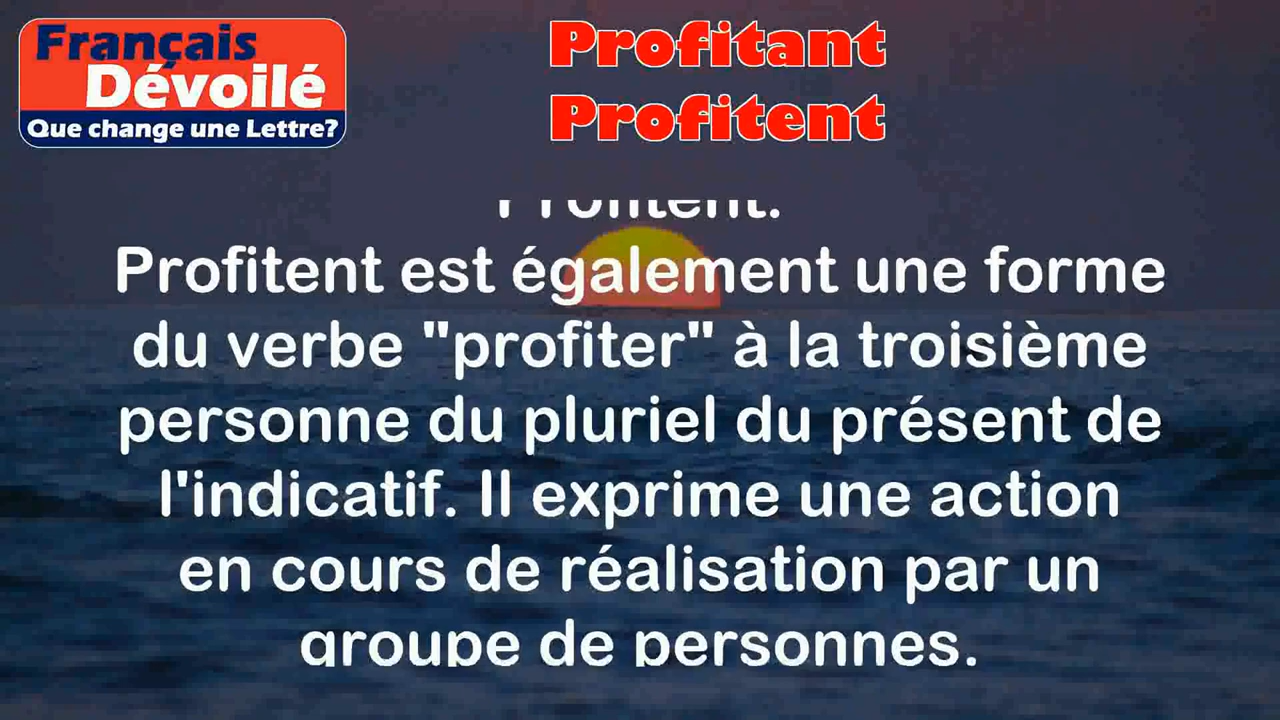 Français
Dévoilé
Que change une Lettre?
Profitant
Profitent
Profitent.
Profitent est également une forme
du verbe "profiter" à la troisième
personne du pluriel du présent de
l'indicatif. Il exprime une action
en cours de réalisation par un
groupe de personnes.